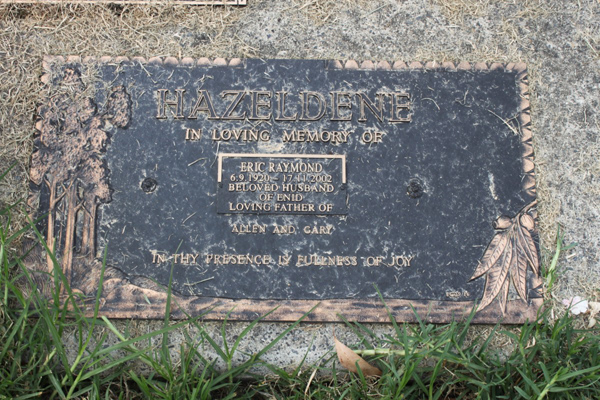 HAZELDENE
IN LOVING MEMORY OF
ERIC RAYMOND
6.9.1920 - 17.11.2002
BELOVED HUSBAND
OF ENID
LOVING FATHER OF
ALLEN AND GARY
IN THY PRESENCE IS FULLNESS OF JOY